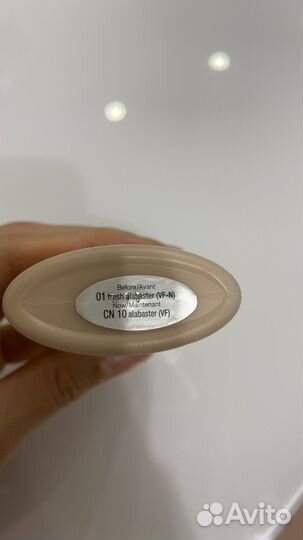 Before/Avant
01 fresh alabaster (VF-N)
Now/Maintenant
CN 10 alabaster (VF)
Avito